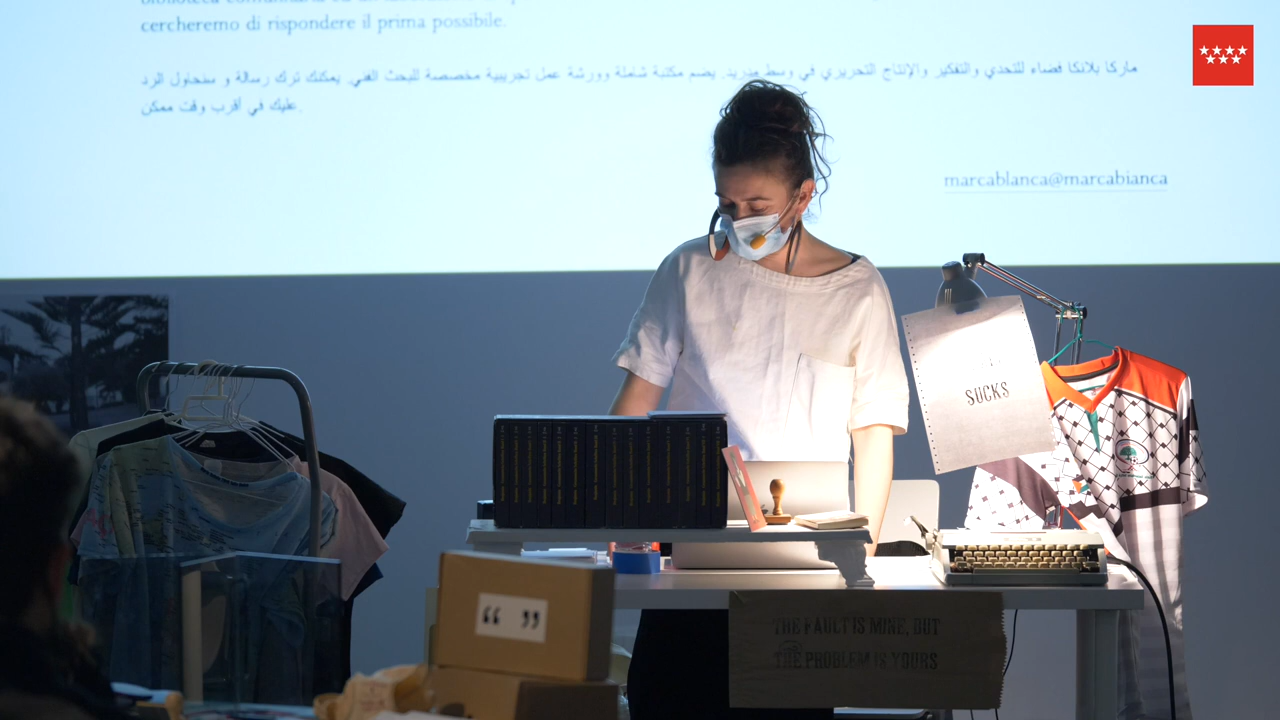 cercheremo di rispondere il prima possibile.
ماركا بلانكا فضاء للتحدي والتفكير والإنتاج التحريري في وسط مدريد. يضم مكتبة شاملة وورشة عمل تجريبية مخصصة للبحث الفني. يمكنك ترك رسالة و سنحاول الرد
عليك في أقرب وقت ممكن.
marcablanca@marcabianca
SUCKS
“ ”
THE FAULT IS MINE, BUT
THE PROBLEM IS YOURS